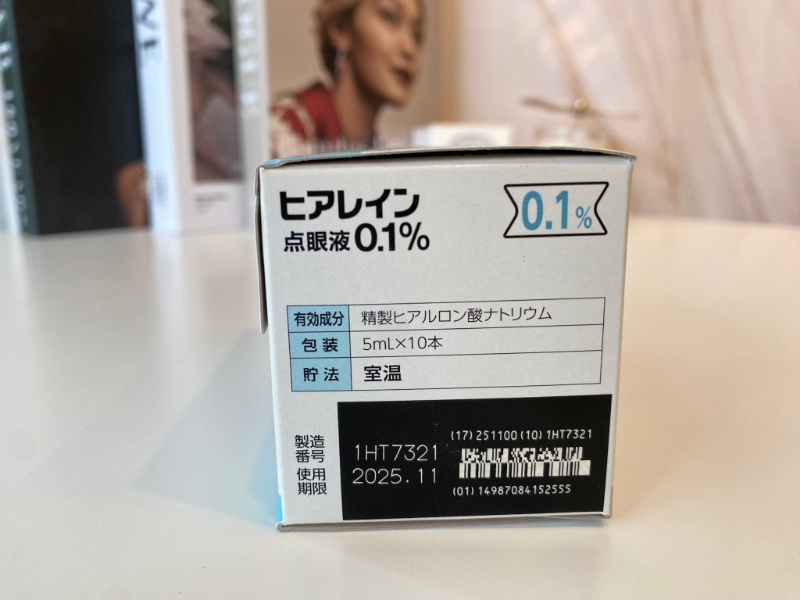 ヒアレイン
点眼液0.1%
0.1%
有効成分 精製ヒアルロン酸ナトリウム
包装 5mL×10本
貯法 室温
製造番号 1HT7321
使用期限 2025.11
(17) 251100 (10) 1HT7321
(01) 14987084152555